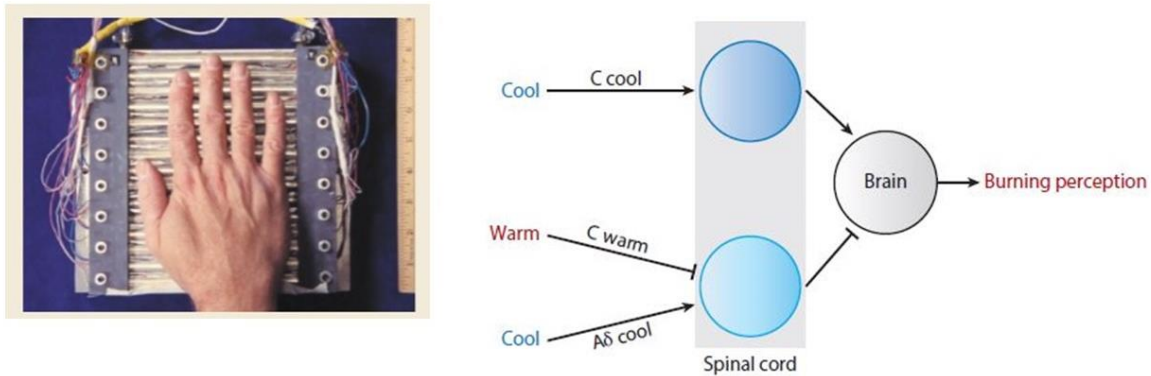 Cool
C cool
Warm
C warm
Cool
Aδ cool
Brain
Burning perception
Spinal cord